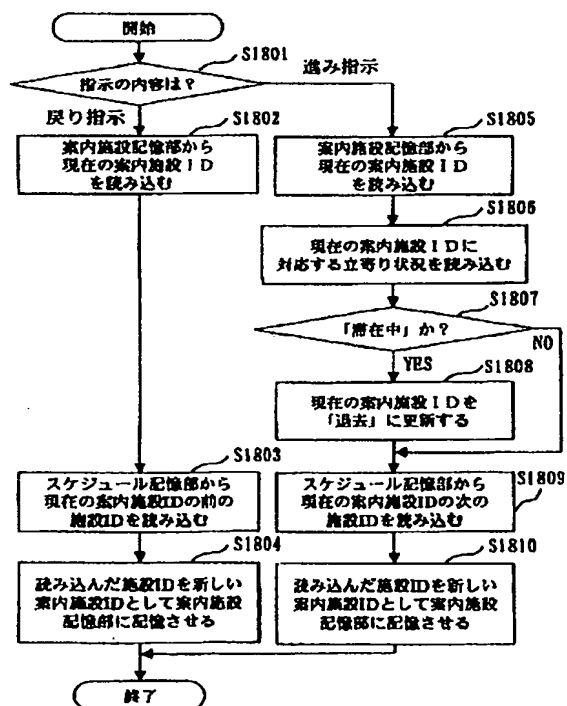 開始
S1801
指示の内容は?
進み指示
戻り指示
S1802
案内施設記憶部から
現在の案内施設ID
を読み込む
S1805
案内施設記憶部から
現在の案内施設ID
を読み込む
S1806
現在の案内施設IDに
対応する立寄り状況を読み込む
S1807
「滞在中」か?
NO
YES
S1808
現在の案内施設IDを
「退去」に更新する
S1803
スケジュール記憶部から
現在の案内施設IDの前の
施設IDを読み込む
S1809
スケジュール記憶部から
現在の案内施設IDの次の
施設IDを読み込む
S1804
読み込んだ施設IDを新しい
案内施設IDとして案内施設
記憶部に記憶させる
S1810
読み込んだ施設IDを新しい
案内施設IDとして案内施設
記憶部に記憶させる
終了